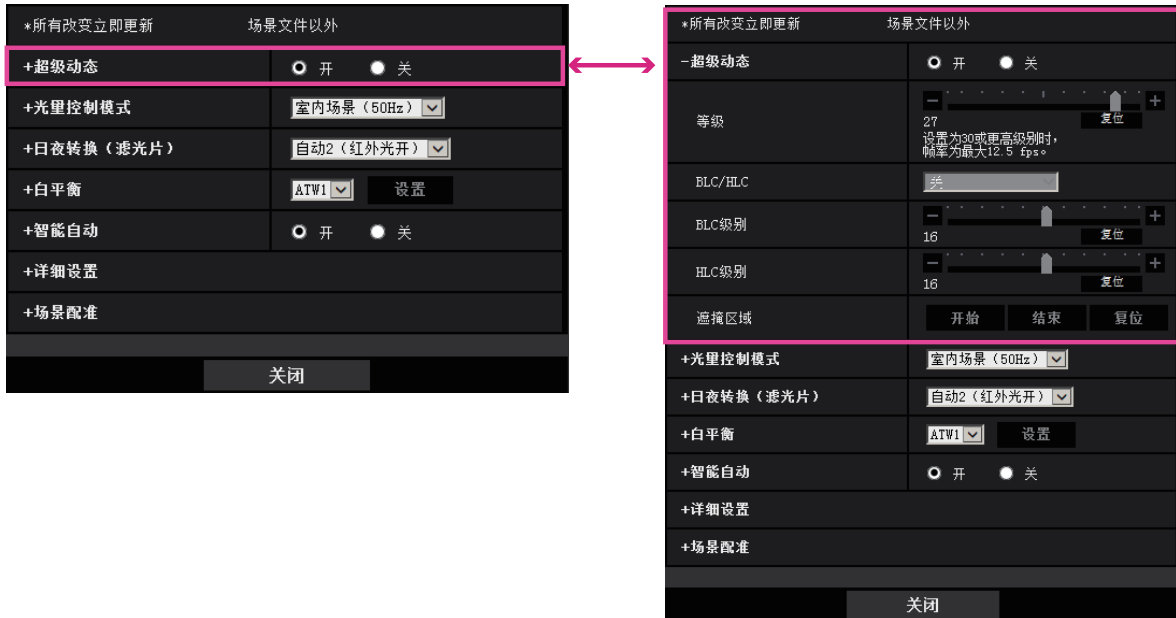 *所有改变立即更新 场景文件以外
+超级动态 开 关
+光里控制模式 室内场景（50Hz）
+日夜转换（滤光片） 自动2（红外光开）
+白平衡 ATW1 设置
+智能自动 开 关
+详细设置
+场景配准
关闭
*所有改变立即更新 场景文件以外
-超级动态 开 关
等级 27 复位
设置为30或更高级别时，
帧率为最大12.5 fps。
BLC/HLC 关
BLC级别 16 复位
HLC级别 16 复位
遮掩区域 开始 结束 复位
+光里控制模式 室内场景（50Hz）
+日夜转换（滤光片） 自动2（红外光开）
+白平衡 ATW1 设置
+智能自动 开 关
+详细设置
+场景配准
关闭